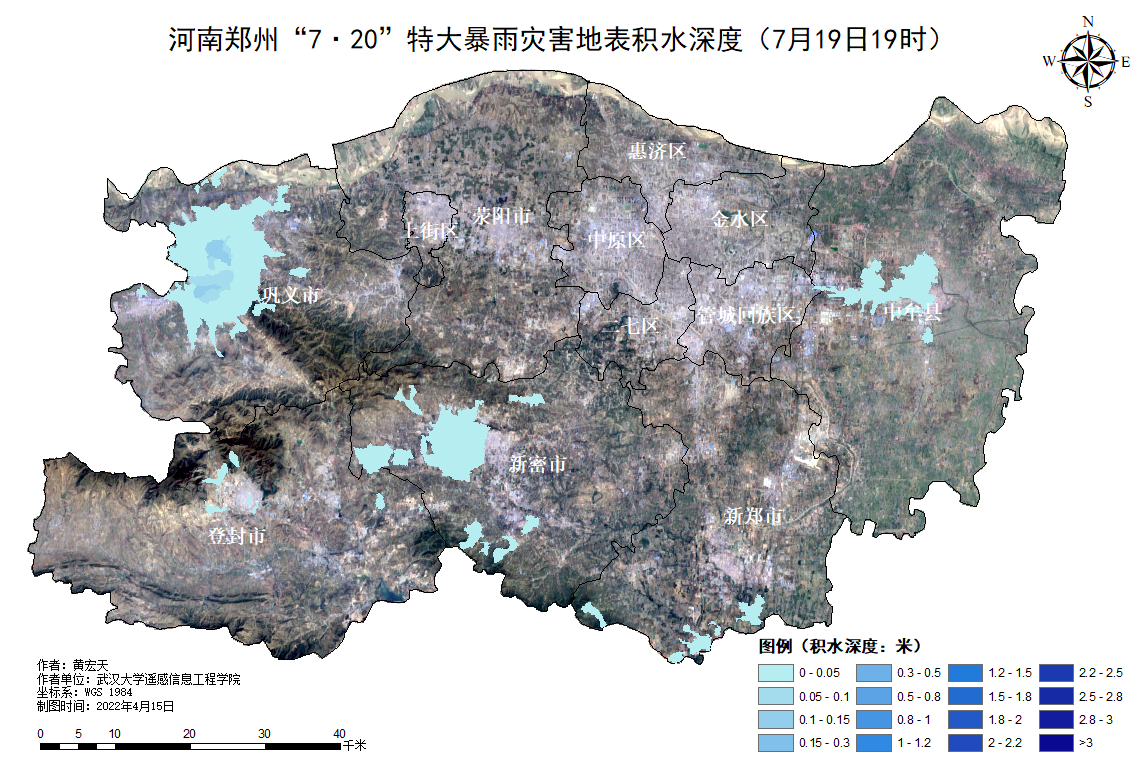 河南郑州“7·20”特大暴雨灾害地表积水深度（7月19日19时）
N
W
E
S
惠济区
上街区
荥阳市
中原区
金水区
巩义市
二七区
管城回族区
中牟县
新密市
登封市
新郑市
图例（积水深度：米）
0 - 0.05
0.05 - 0.1
0.1 - 0.15
0.15 - 0.3
0.3 - 0.5
0.5 - 0.8
0.8 - 1
1 - 1.2
1.2 - 1.5
1.5 - 1.8
1.8 - 2
2 - 2.2
2.2 - 2.5
2.5 - 2.8
2.8 - 3
>3
作者：黄宏天
作者单位：武汉大学遥感信息工程学院
坐标系：WGS 1984
制图时间：2022年4月15日
0 5 10 20 30 40
千米